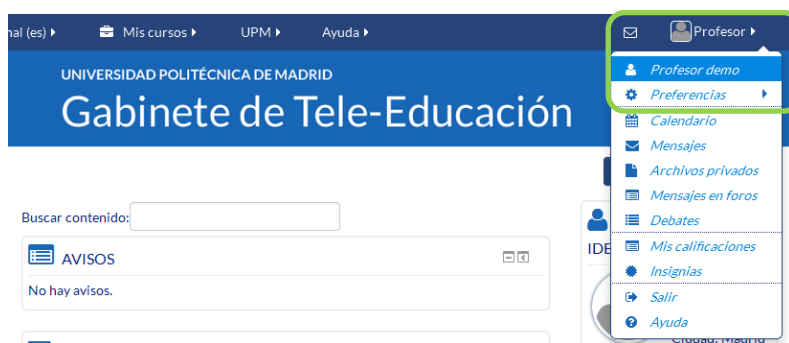 nal (es) Mis cursos UPM Ayuda Profesor
UNIVERSIDAD POLITÉCNICA DE MADRID
Gabinete de Tele-Educación
Profesor demo
Preferencias
Calendario
Mensajes
Archivos privados
Mensajes en foros
Debates
Mis calificaciones
Insignias
Salir
Ayuda
Buscar contenido:
AVISOS
No hay avisos.
IDE
Ciudad: Madrid